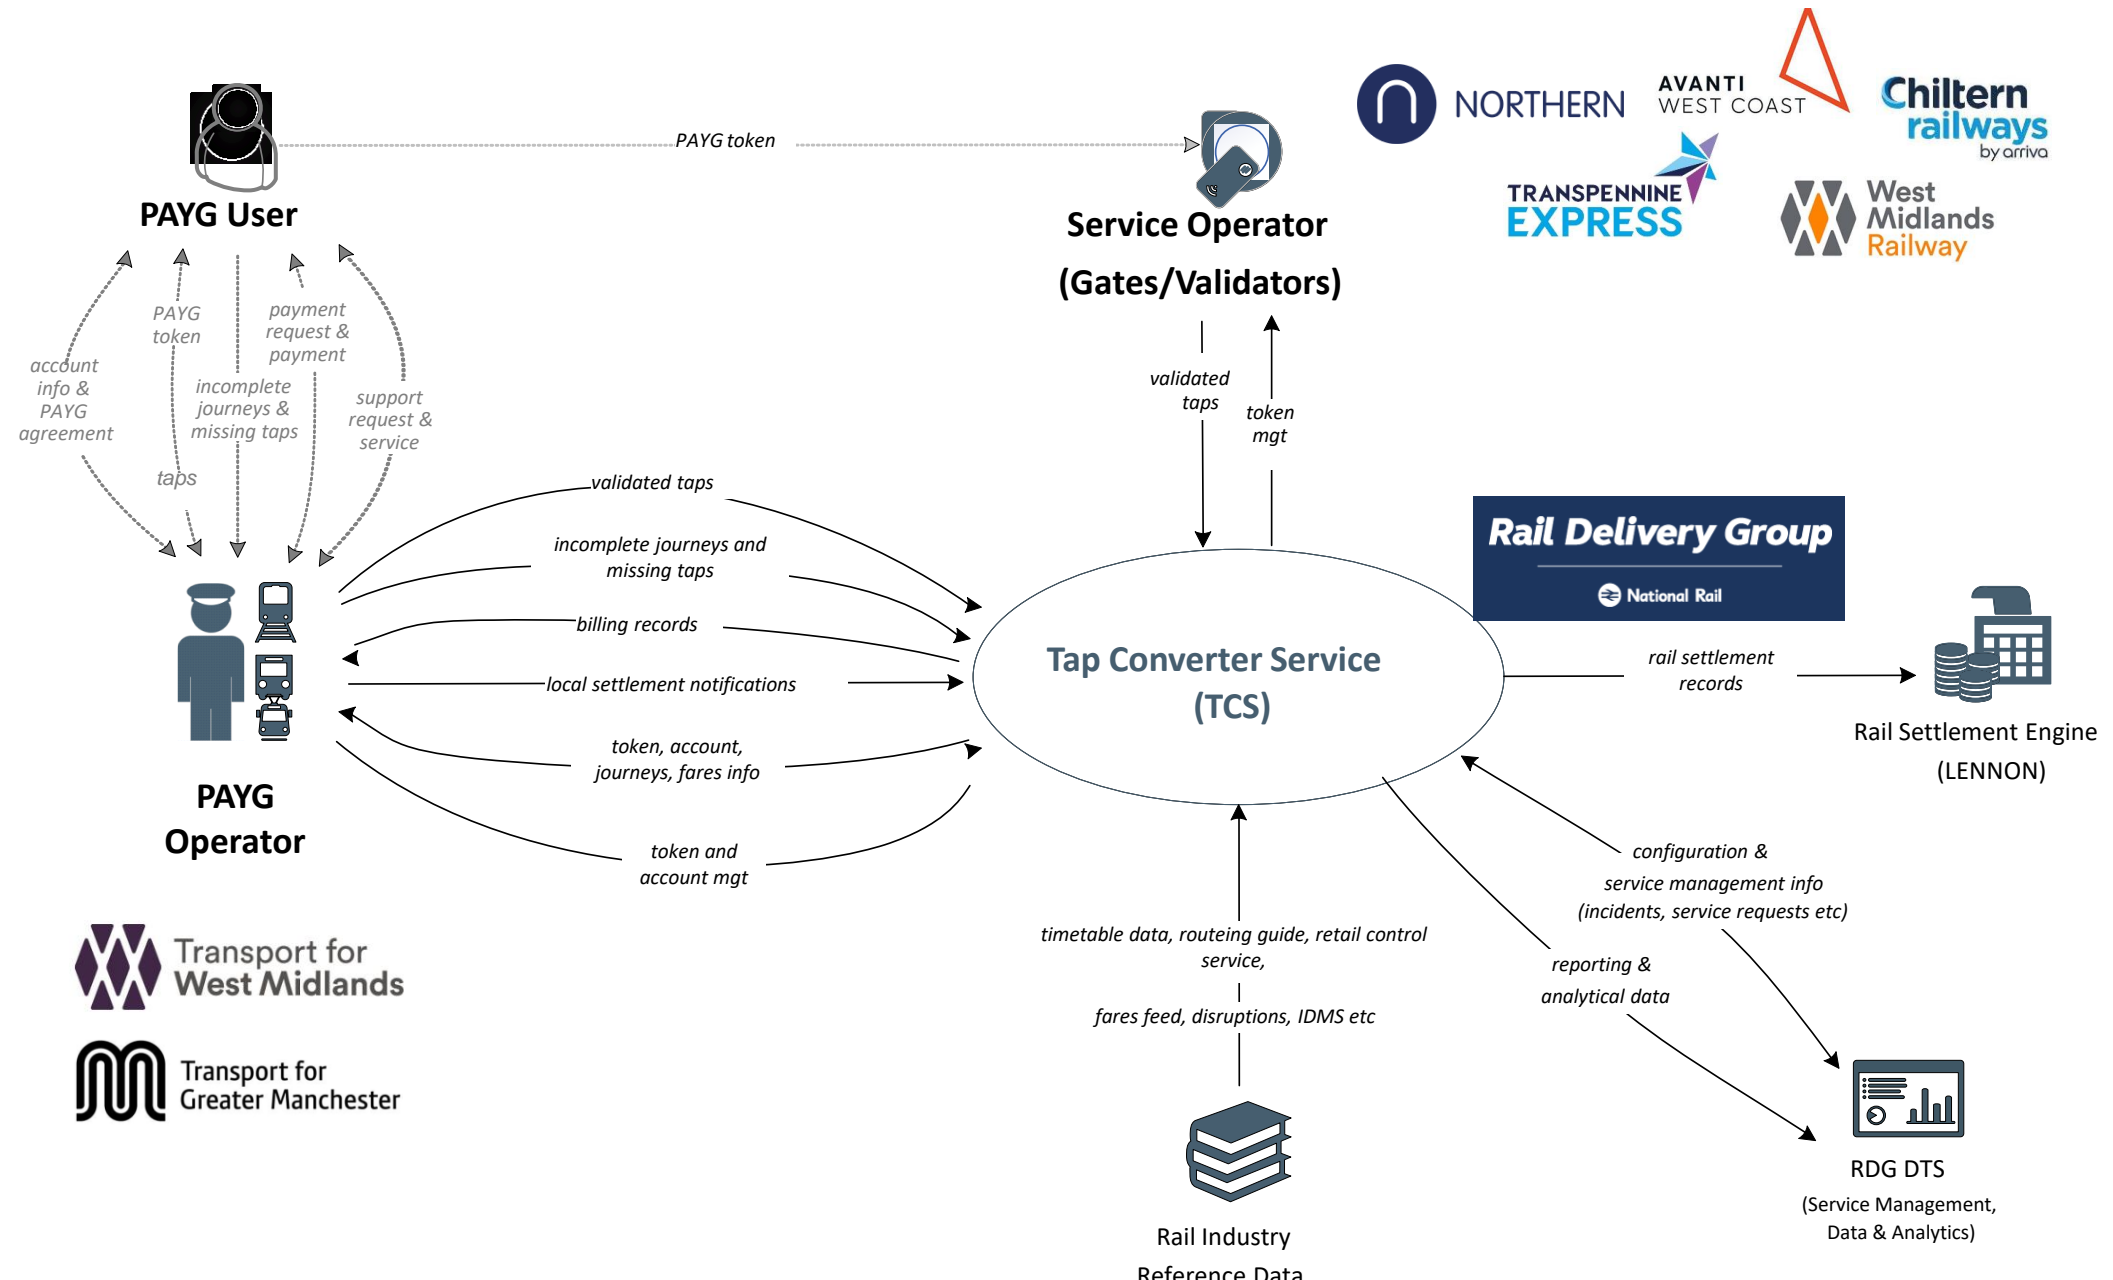 NORTHERN
AVANTI
WEST COAST
Chiltern
railways
by arriva
TRANSPENNINE
EXPRESS
West
Midlands
Railway
PAYG token
PAYG User
Service Operator
(Gates/Validators)
account
info &
PAYG
agreement
PAYG
token
taps
incomplete
journeys &
missing taps
payment
request &
payment
support
request &
service
validated
taps
token
mgt
validated taps
incomplete journeys and
missing taps
billing records
local settlement notifications
token, account,
journeys, fares info
token and
account mgt
PAYG
Operator
Transport for
West Midlands
Transport for
Greater Manchester
Tap Converter Service
(TCS)
Rail Delivery Group
National Rail
rail settlement
records
Rail Settlement Engine
(LENNON)
configuration &
service management info
(incidents, service requests etc)
reporting &
analytical data
timetable data, routeing guide, retail control
service,
fares feed, disruptions, IDMS etc
RDG DTS
(Service Management,
Data & Analytics)
Rail Industry
Reference Data